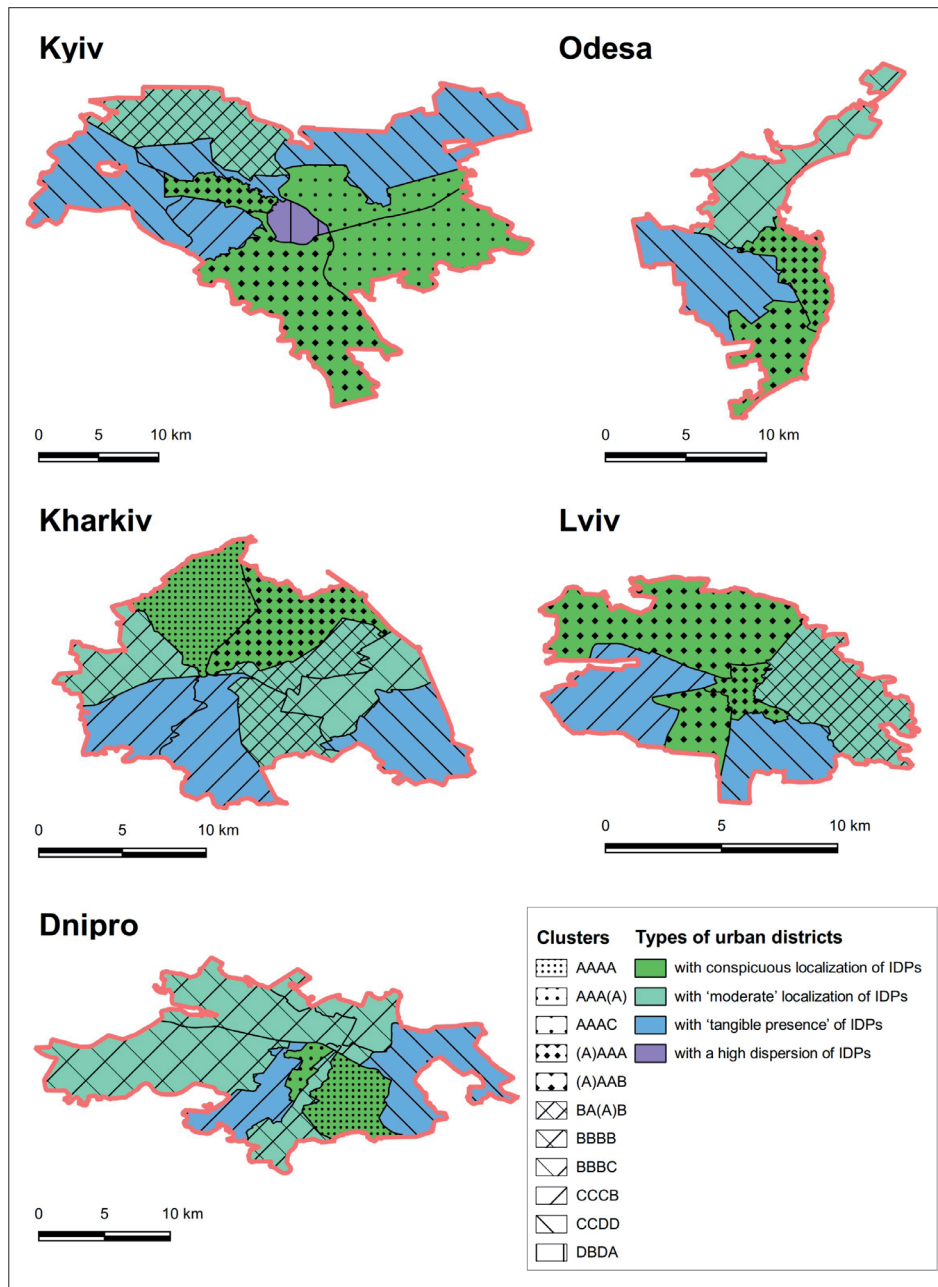 Kyiv
Odesa
0 5 10 km
0 5 10 km
Kharkiv
Lviv
0 5 10 km
0 5 10 km
Dnipro
0 5 10 km
Clusters Types of urban districts
AAAA with conspicuous localization of IDPs
AAA(A) with ‘moderate’ localization of IDPs
AAAC with ‘tangible presence’ of IDPs
(A)AAA with a high dispersion of IDPs
(A)AAB
BA(A)B
BBBB
BBBC
CCCB
CCDD
DBDA